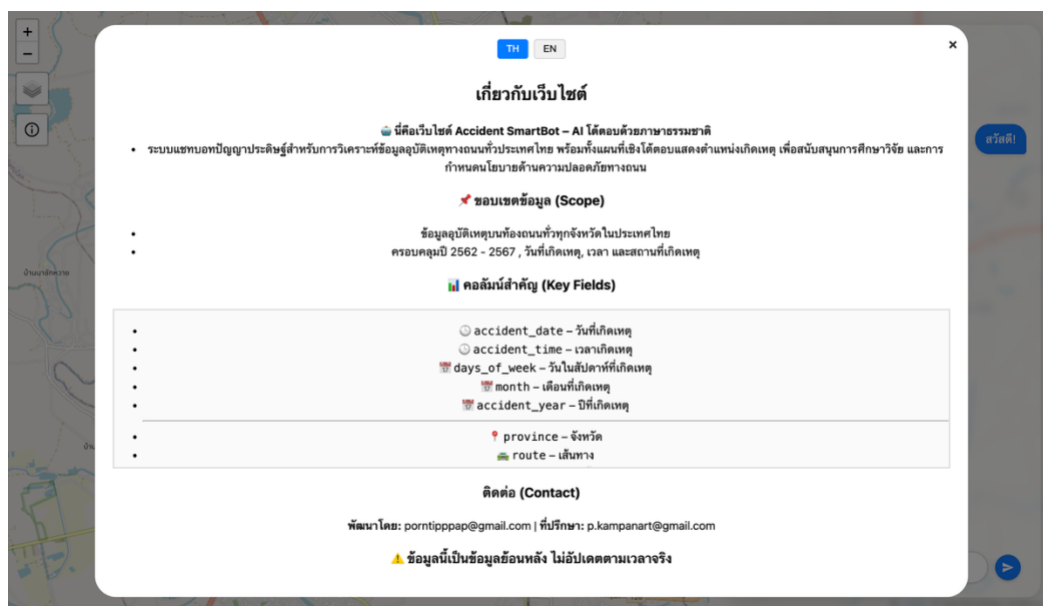 +
−
TH EN ×
เกี่ยวกับเว็บไซต์
🤖 นี่คือเว็บไซต์ Accident SmartBot – AI โต้ตอบด้วยภาษาธรรมชาติ
• ระบบแชทบอทปัญญาประดิษฐ์สำหรับการวิเคราะห์ข้อมูลอุบัติเหตุทางถนนทั่วประเทศไทย พร้อมทั้งแผนที่เชิงโต้ตอบแสดงตำแหน่งเกิดเหตุ เพื่อสนับสนุนการศึกษาวิจัย และการ
กำหนดนโยบายด้านความปลอดภัยทางถนน
สวัสดี!
📌 ขอบเขตข้อมูล (Scope)
• ข้อมูลอุบัติเหตุบนท้องถนนทั่วทุกจังหวัดในประเทศไทย
• ครอบคลุมปี 2562 - 2567 , วันที่เกิดเหตุ, เวลา และสถานที่เกิดเหตุ
📊 คอลัมน์สำคัญ (Key Fields)
• 🕒 accident_date – วันที่เกิดเหตุ
• 🕒 accident_time – เวลาเกิดเหตุ
• 📅 days_of_week – วันในสัปดาห์ที่เกิดเหตุ
• 📅 month – เดือนที่เกิดเหตุ
• 📅 accident_year – ปีที่เกิดเหตุ
• 📍 province – จังหวัด
• 🚘 route – เส้นทาง
ติดต่อ (Contact)
พัฒนาโดย: porntipppap@gmail.com | ที่ปรึกษา: p.kampanart@gmail.com
⚠️ ข้อมูลนี้เป็นข้อมูลย้อนหลัง ไม่อัปเดตตามเวลาจริง